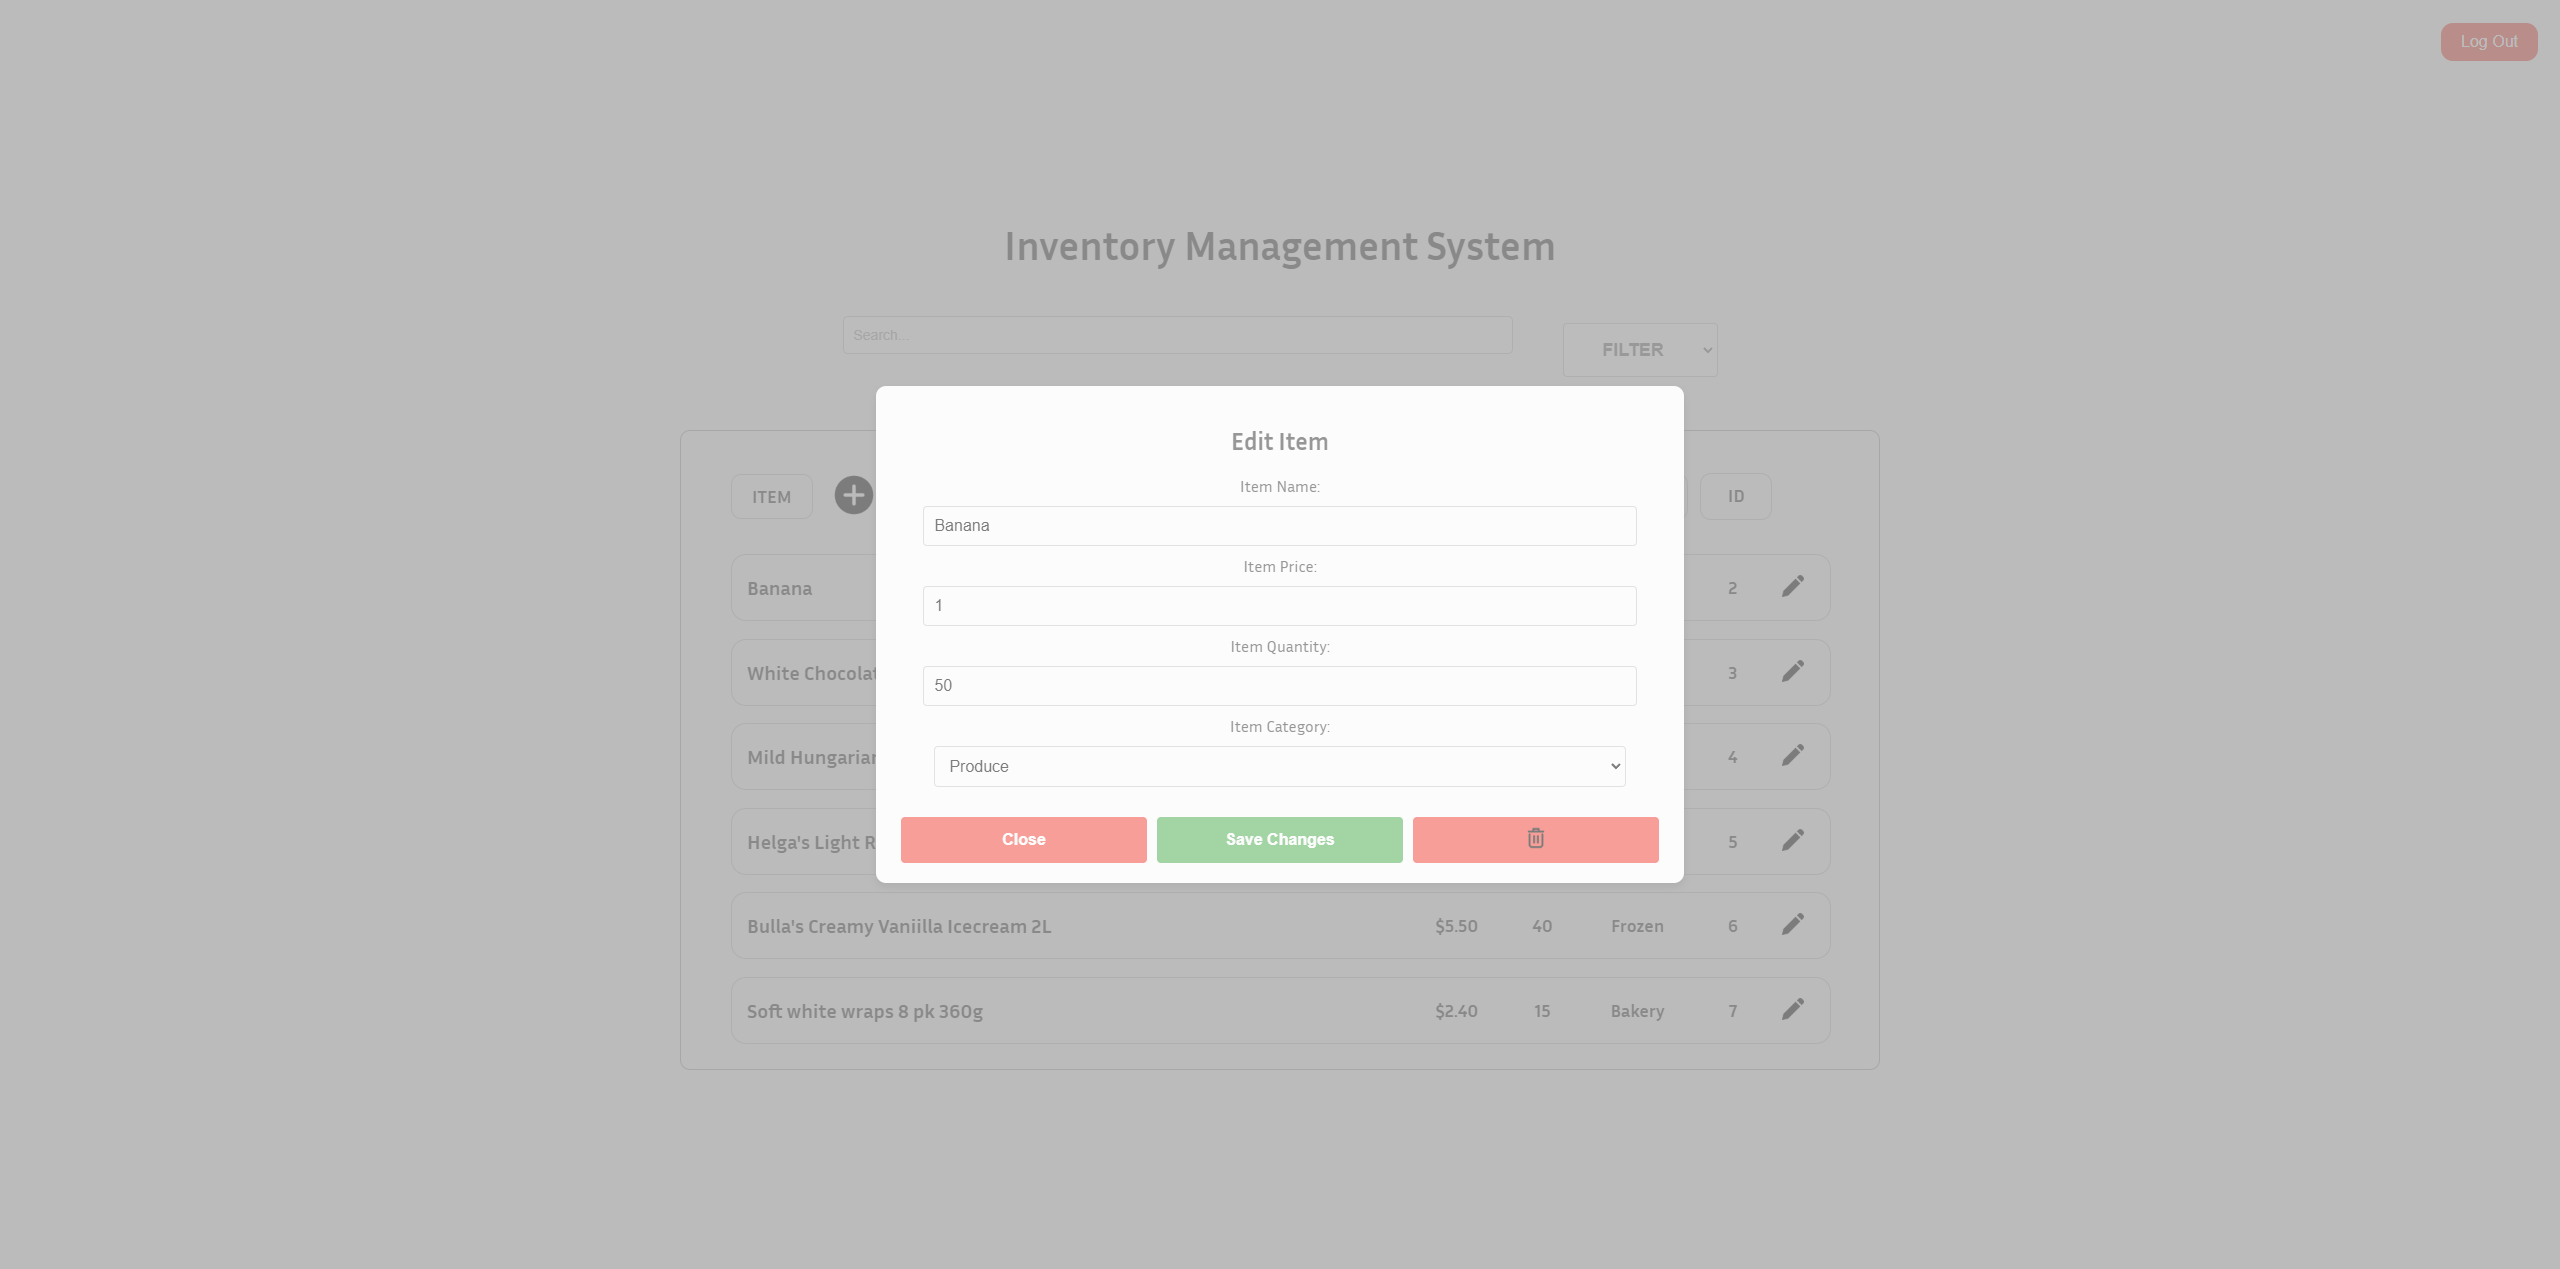 Log Out
Inventory Management System
Search...
FILTER
Edit Item
Item Name:
ITEM
ID
Banana
Item Price:
Banana
2
1
Item Quantity:
White Chocolat
3
50
Item Category:
Mild Hungarian
4
Produce
Helga's Light R
5
Close
Save Changes
Bulla's Creamy Vaniilla Icecream 2L $5.50 40 Frozen 6
Soft white wraps 8 pk 360g $2.40 15 Bakery 7